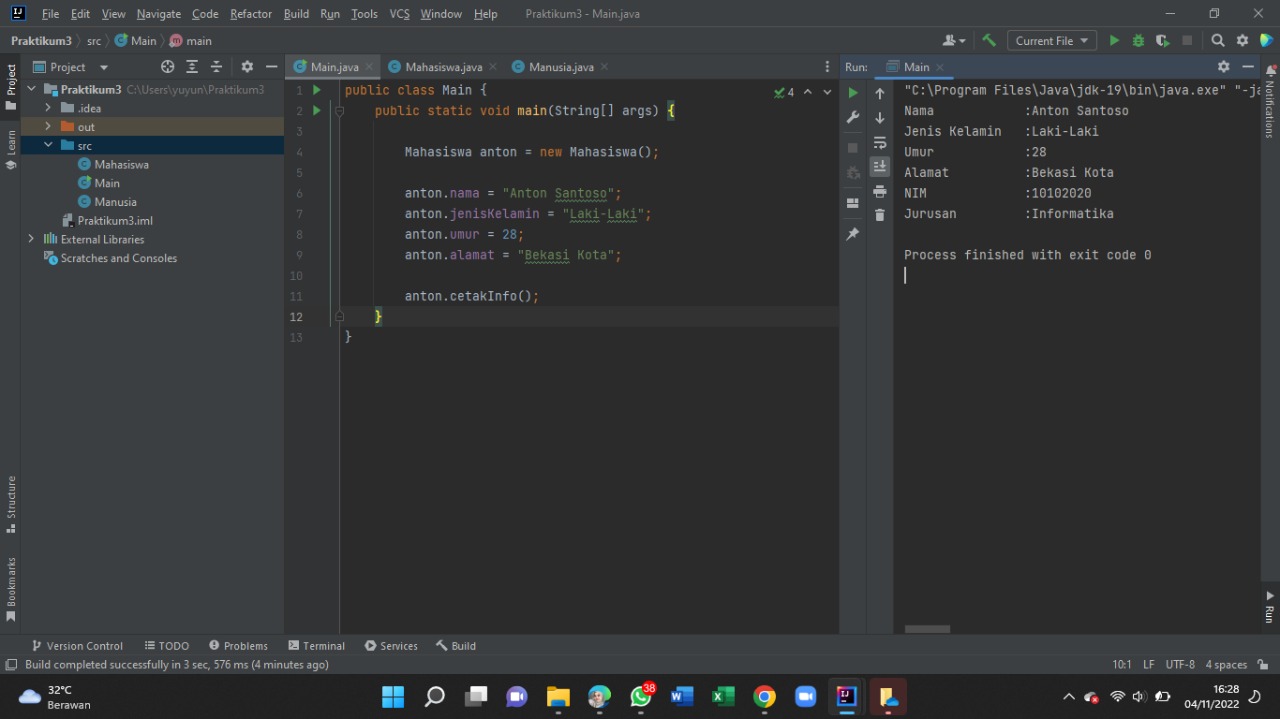 File Edit View Navigate Code Refactor Build Run Tools VCS Window Help Praktikum3 - Main.java
Praktikum3 src Main main Current File
Project Main.java Mahasiswa.java Manusia.java Run: Main
Project
Learn
Structure
Bookmarks
Notifications
Run
Praktikum3 C:\Users\yuyun\Praktikum3
.idea
out
src
Mahasiswa
Main
Manusia
Praktikum3.iml
External Libraries
Scratches and Consoles
4
1 public class Main {
2 public static void main(String[] args) {
3
4 Mahasiswa anton = new Mahasiswa();
5
6 anton.nama = "Anton Santoso";
7 anton.jenisKelamin = "Laki-Laki";
8 anton.umur = 28;
9 anton.alamat = "Bekasi Kota";
10
11 anton.cetakInfo();
12 }
13 }
"C:\Program Files\Java\jdk-19\bin\java.exe" "-ja
Nama :Anton Santoso
Jenis Kelamin :Laki-Laki
Umur :28
Alamat :Bekasi Kota
NIM :10102020
Jurusan :Informatika
Process finished with exit code 0
Version Control TODO Problems Terminal Services Build
Build completed successfully in 3 sec, 576 ms (4 minutes ago) 10:1 LF UTF-8 4 spaces
32°C
Berawan
38
16:28
04/11/2022